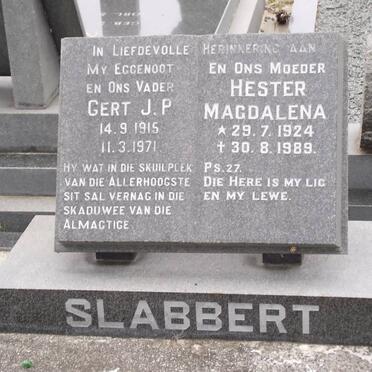 In Liefdevolle Herinnering aan
My Eggenoot
en Ons Vader
Gert J.P.
14.9.1915
11.3.1971
Hy wat in die skuilplek
van die Allerhoogste
sit sal vernag in die
skaduwee van die
Almagtige
En Ons Moeder
Hester
Magdalena
* 29.7.1924
✝ 30.8.1989
Ps. 27.
Die Here is my lig
en my lewe.
SLABBERT